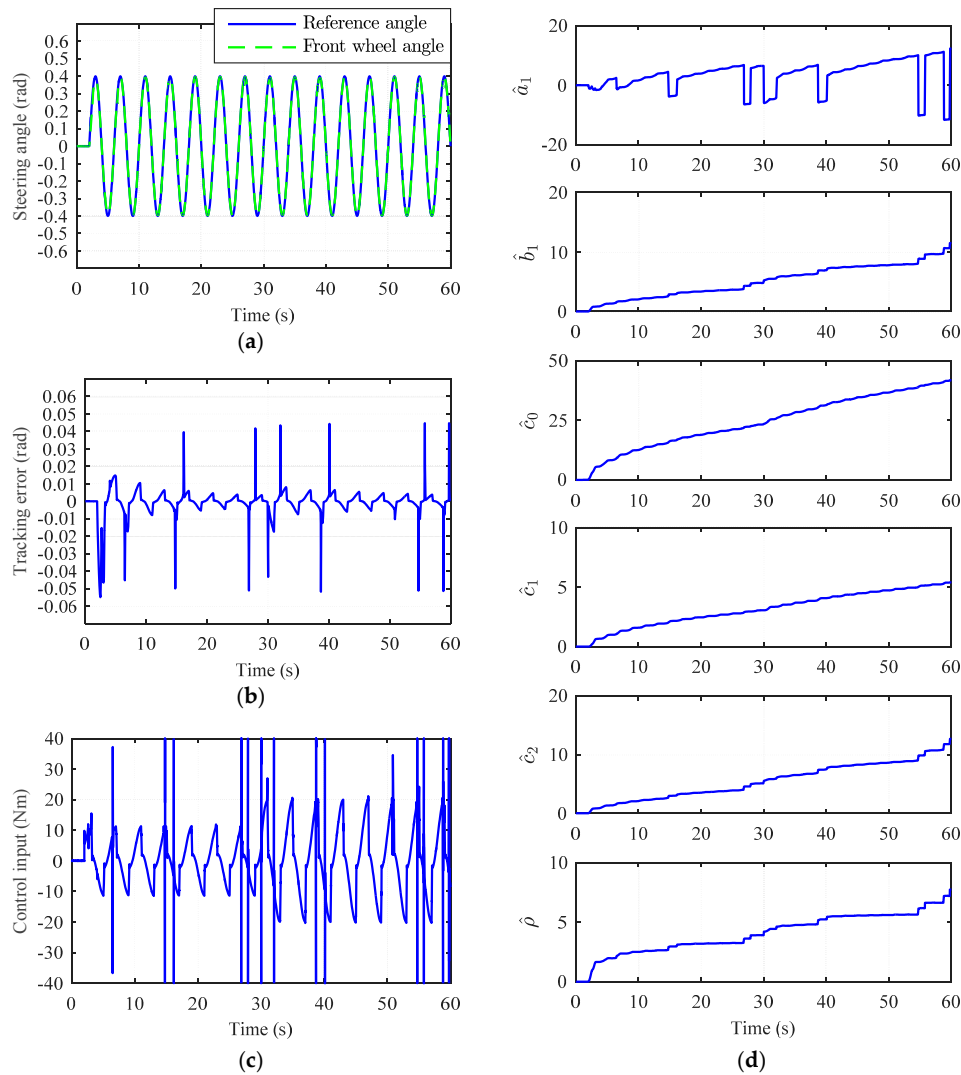 Reference angle
Front wheel angle
0.6
0.4
0.3
0.2
0.1
0
-0.1
-0.2
-0.3
-0.4
-0.6
Steering angle (rad)
0 10 20 30 40 50 60
Time (s)
(a)
0.06
0.04
0.02
0.01
0
-0.01
-0.02
-0.03
-0.04
-0.05
-0.06
Tracking error (rad)
0 10 20 30 40 50 60
Time (s)
(b)
40
30
20
10
0
-10
-20
-30
-40
Control input (Nm)
0 10 20 30 40 50 60
Time (s)
(c)
20
0
-20
â₁
0 10 20 30 40 50 60
20
10
0
b̂₁
0 10 20 30 40 50 60
50
25
0
ĉ₀
0 10 20 30 40 50 60
10
5
0
ĉ₁
0 10 20 30 40 50 60
20
10
0
ĉ₂
0 10 20 30 40 50 60
10
5
0
ρ̂
0 10 20 30 40 50 60
Time (s)
(d)